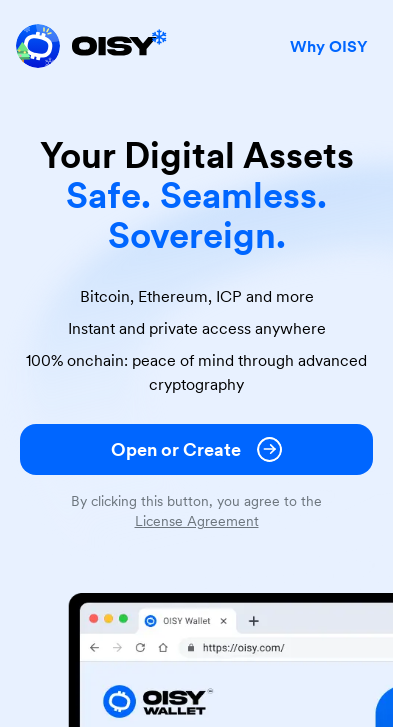 OISY
Why OISY
Your Digital Assets
Safe. Seamless.
Sovereign.
Bitcoin, Ethereum, ICP and more
Instant and private access anywhere
100% onchain: peace of mind through advanced
cryptography
Open or Create
By clicking this button, you agree to the
License Agreement
OISY Wallet
https://oisy.com/
OISY
WALLET